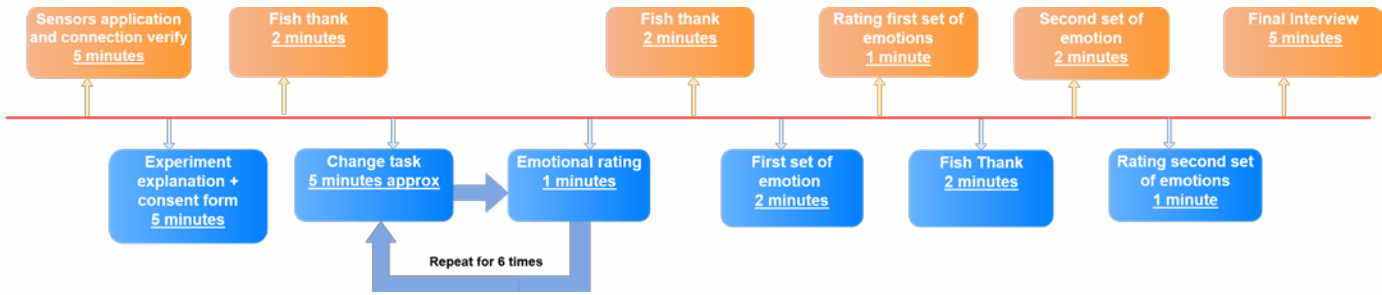 Sensors application
and connection verify
5 minutes
Fish thank
2 minutes
Fish thank
2 minutes
Rating first set of
emotions
1 minute
Second set of
emotion
2 minutes
Final Interview
5 minutes
Experiment
explanation +
consent form
5 minutes
Change task
5 minutes approx
Emotional rating
1 minutes
First set of
emotion
2 minutes
Fish Thank
2 minutes
Rating second set
of emotions
1 minute
Repeat for 6 times